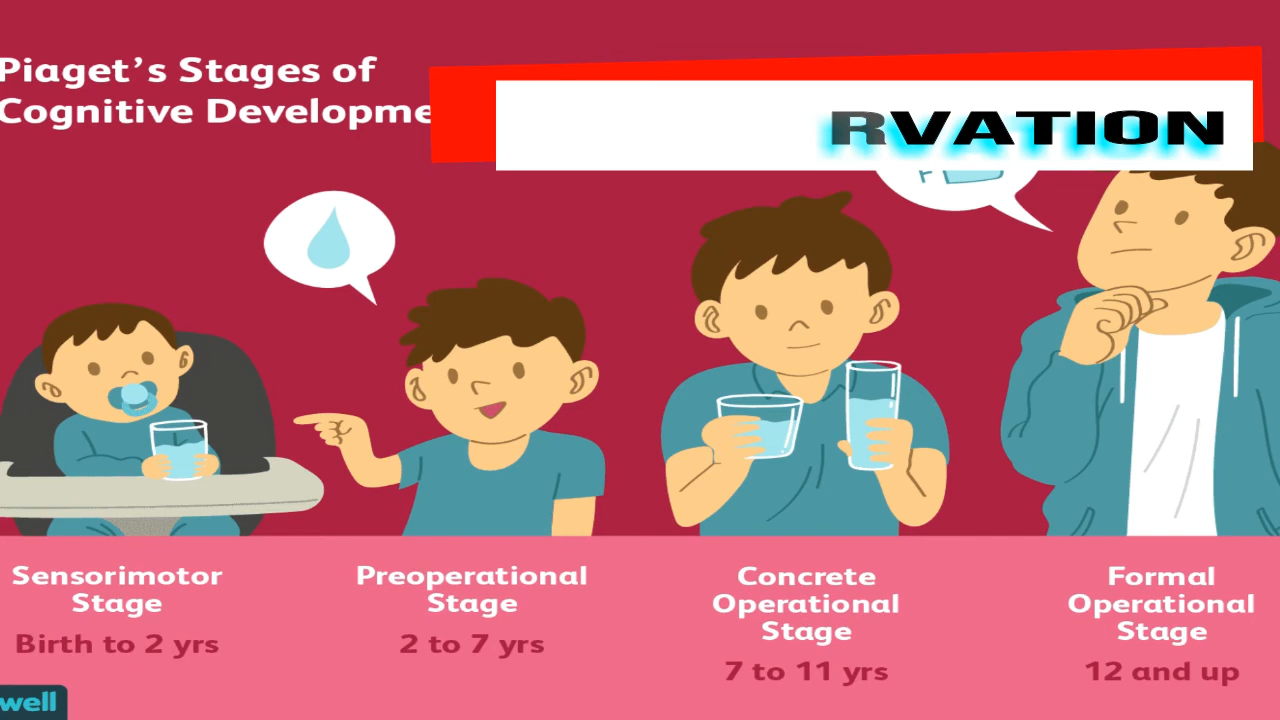 Piaget's Stages of
Cognitive Developme
RVATION
Sensorimotor
Stage
Birth to 2 yrs
Preoperational
Stage
2 to 7 yrs
Concrete
Operational
Stage
7 to 11 yrs
Formal
Operational
Stage
12 and up
well